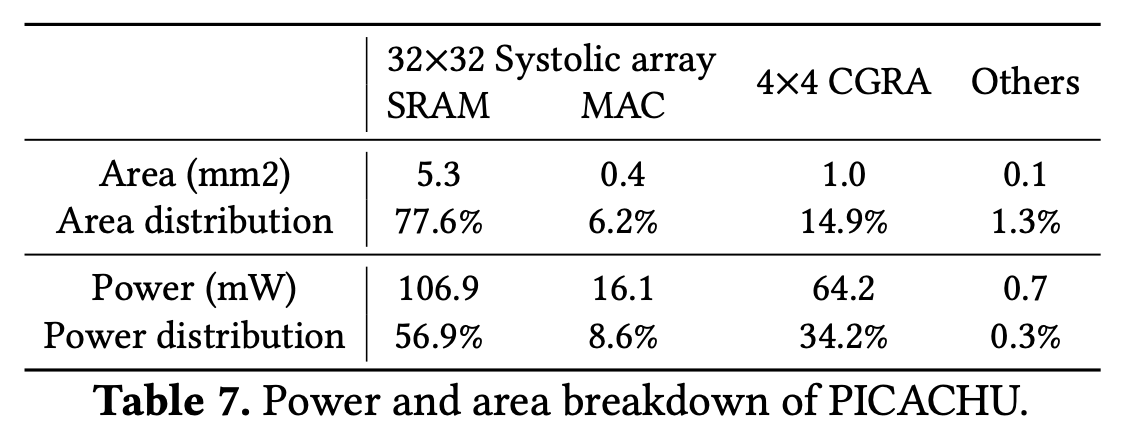 32×32 Systolic array
SRAM MAC 4×4 CGRA Others
Area (mm2) 5.3 0.4 1.0 0.1
Area distribution 77.6% 6.2% 14.9% 1.3%
Power (mW) 106.9 16.1 64.2 0.7
Power distribution 56.9% 8.6% 34.2% 0.3%
Table 7. Power and area breakdown of PICACHU.